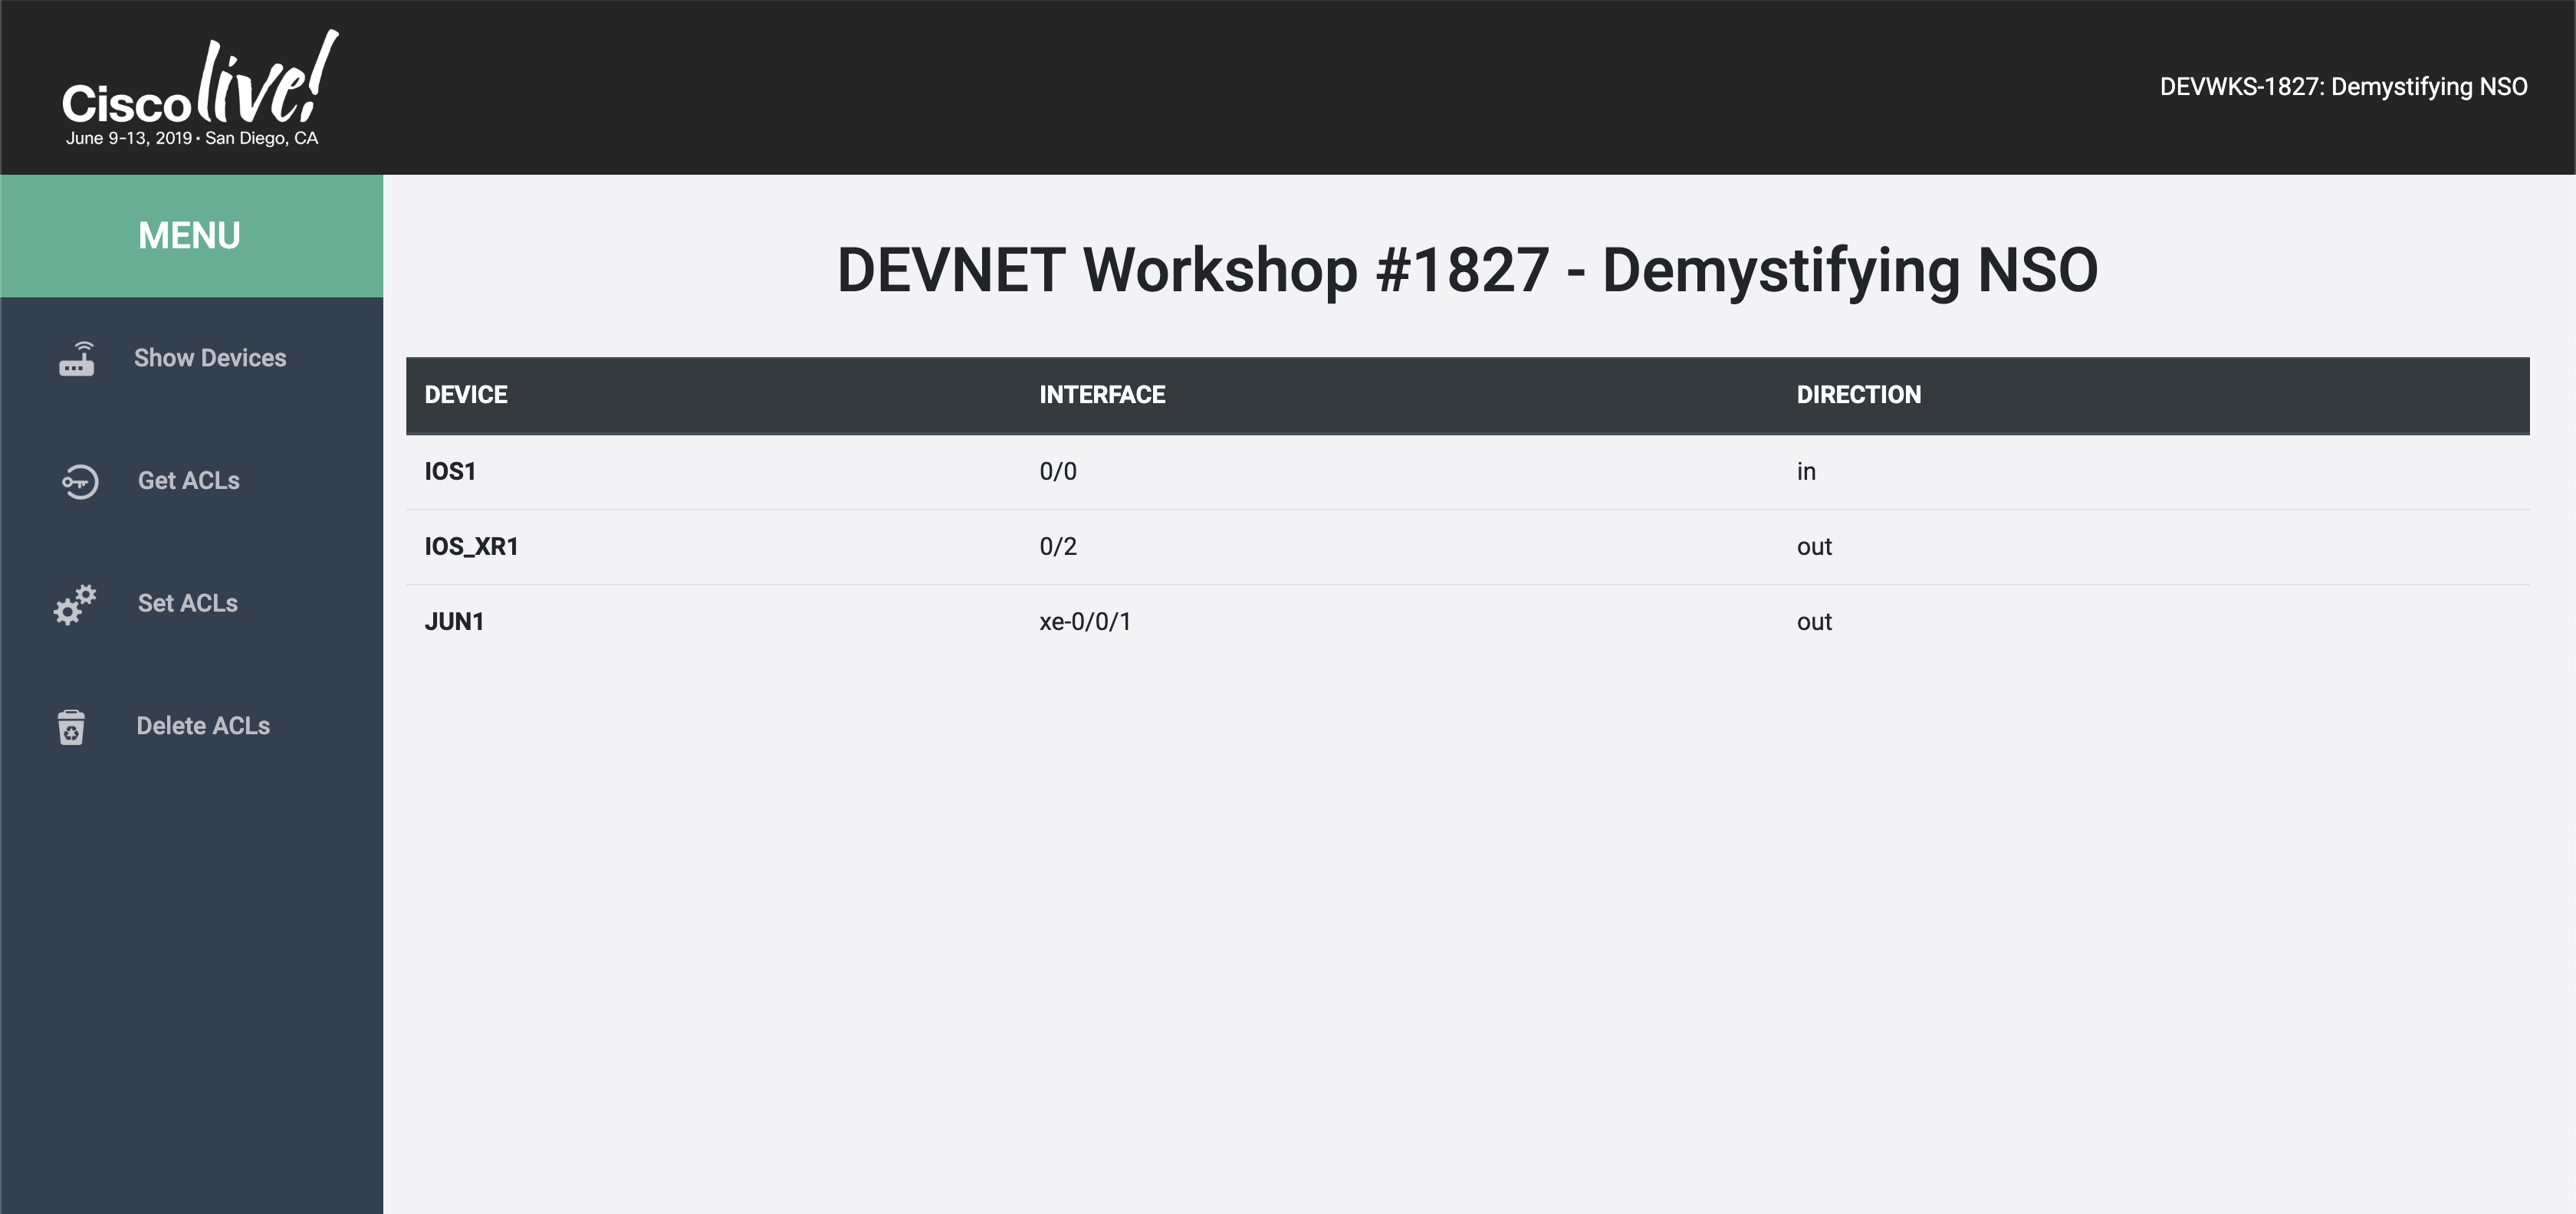 Cisco live!
June 9-13, 2019 • San Diego, CA
DEVWKS-1827: Demystifying NSO
MENU
Show Devices
Get ACLs
Set ACLs
Delete ACLs
DEVNET Workshop #1827 - Demystifying NSO
DEVICE INTERFACE DIRECTION
IOS1 0/0 in
IOS_XR1 0/2 out
JUN1 xe-0/0/1 out